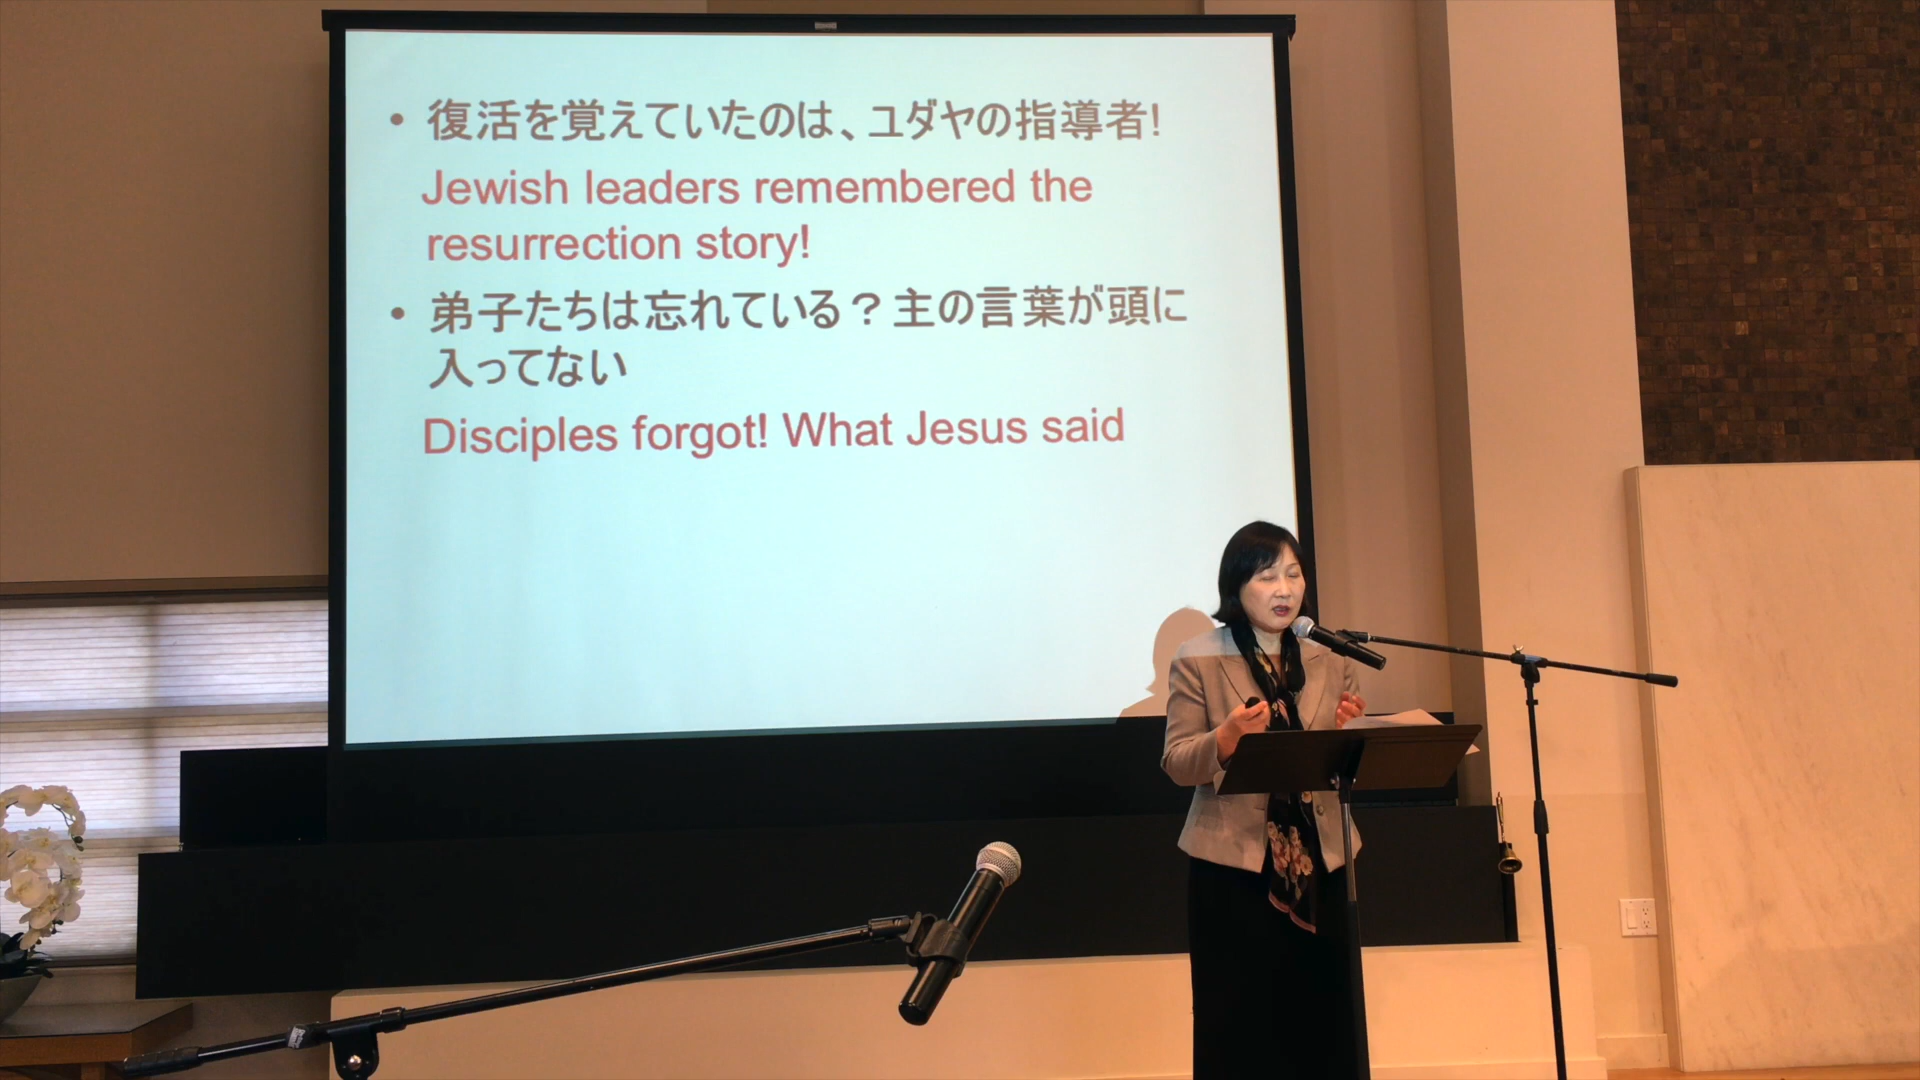 • 復活を覚えていたのは、ユダヤの指導者!
Jewish leaders remembered the
resurrection story!
• 弟子たちは忘れている？主の言葉が頭に
入ってない
Disciples forgot! What Jesus said